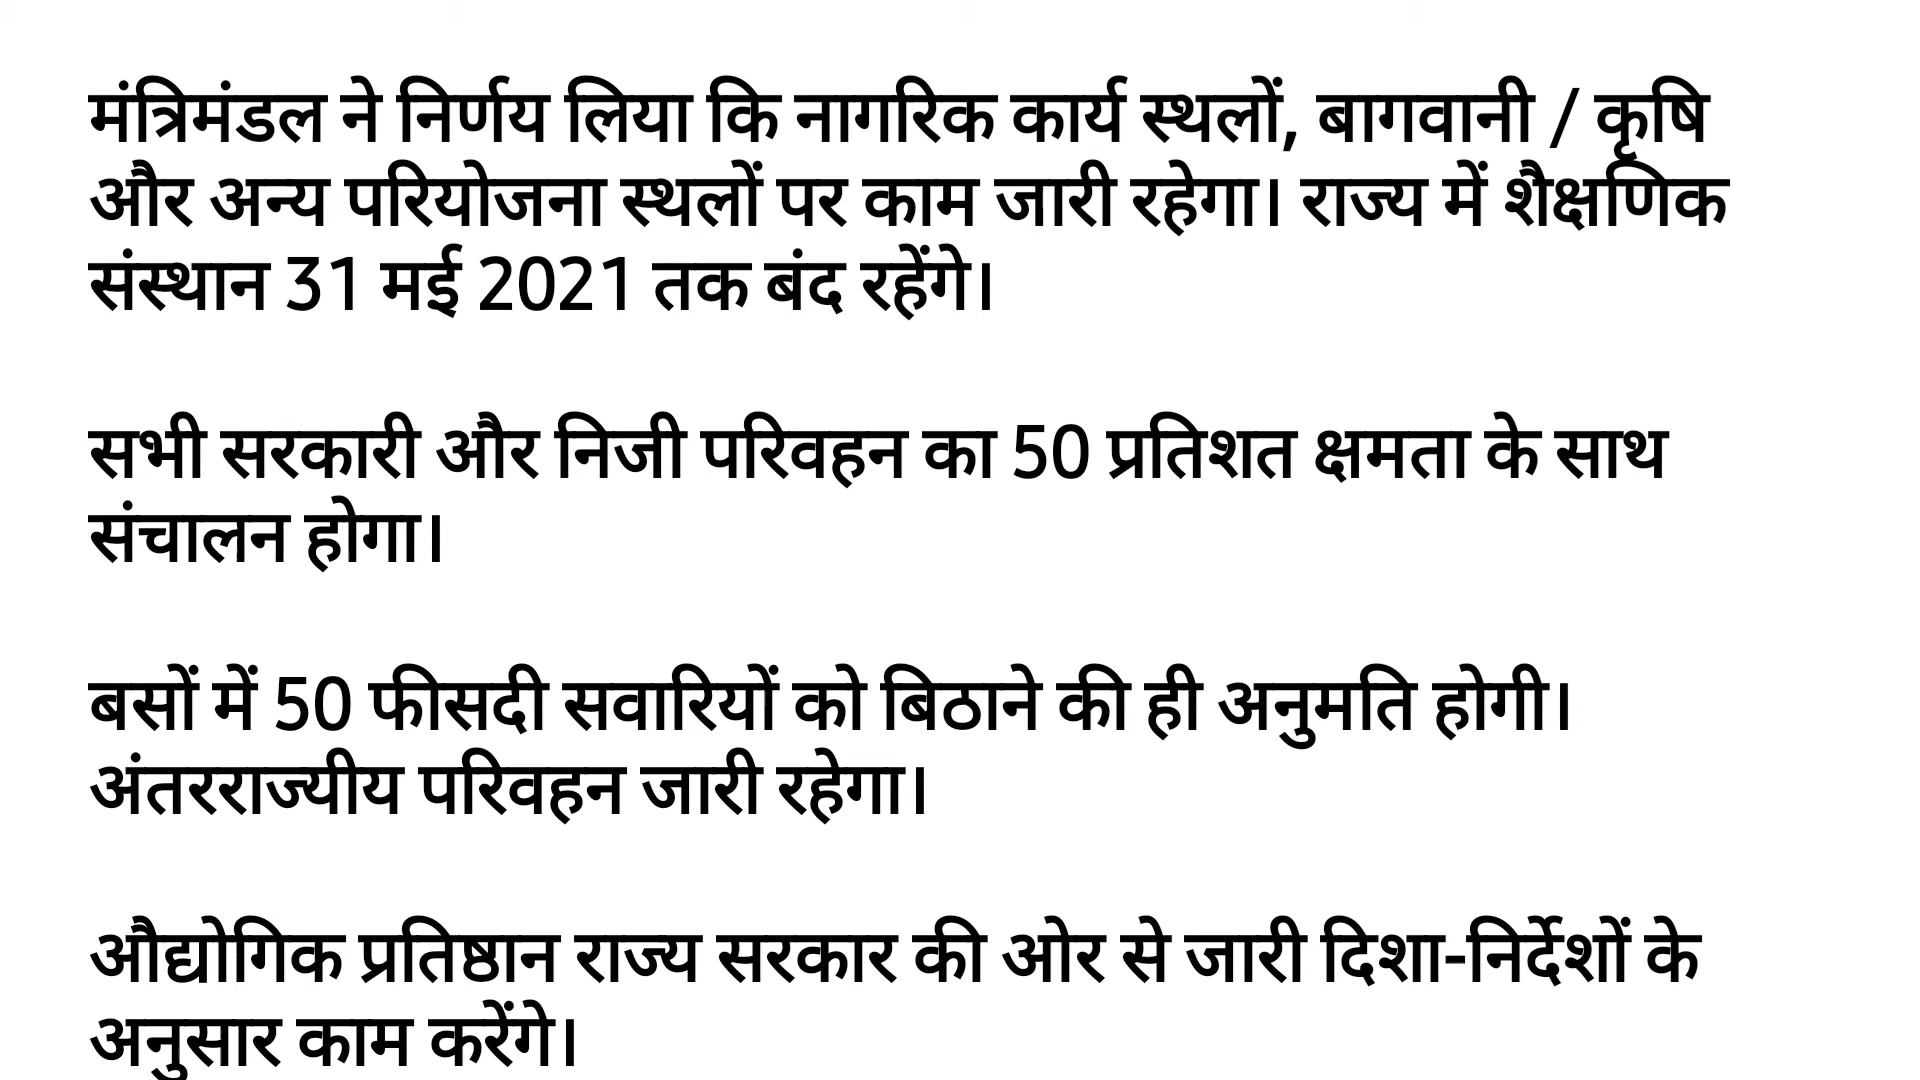 मंत्रिमंडल ने निर्णय लिया कि नागरिक कार्य स्थलों, बागवानी / कृषि
और अन्य परियोजना स्थलों पर काम जारी रहेगा। राज्य में शैक्षणिक
संस्थान 31 मई 2021 तक बंद रहेंगे।
सभी सरकारी और निजी परिवहन का 50 प्रतिशत क्षमता के साथ
संचालन होगा।
बसों में 50 फीसदी सवारियों को बिठाने की ही अनुमति होगी।
अंतरराज्यीय परिवहन जारी रहेगा।
औद्योगिक प्रतिष्ठान राज्य सरकार की ओर से जारी दिशा-निर्देशों के
अनुसार काम करेंगे।